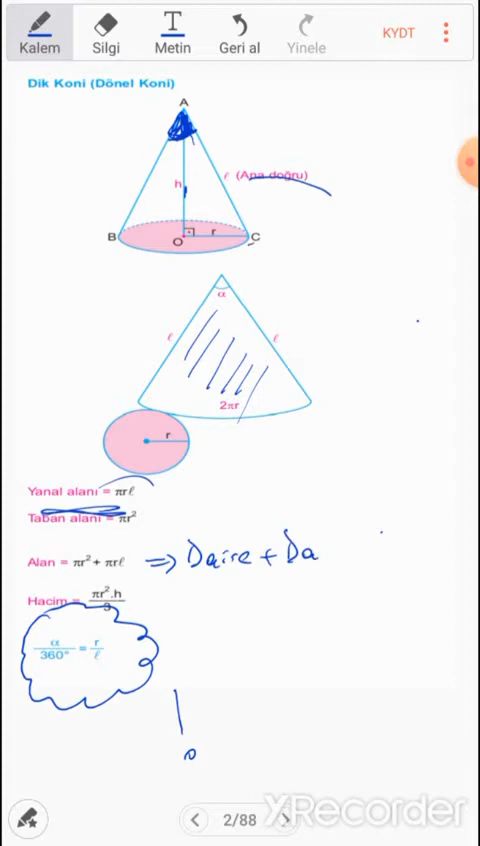 Kalem Silgi Metin Geri al Yinele KYDT
Dik Koni (Dönel Koni)
A
h ℓ (Ana doğru)
B O r C
α
ℓ ℓ
2πr
r
Yanal alanı = πrℓ
Taban alanı = πr²
Alan = πr² + πrℓ ⇒ Daire + Da
Hacim = πr².h / 3
α / 360° = r / ℓ
2/88
XRecorder